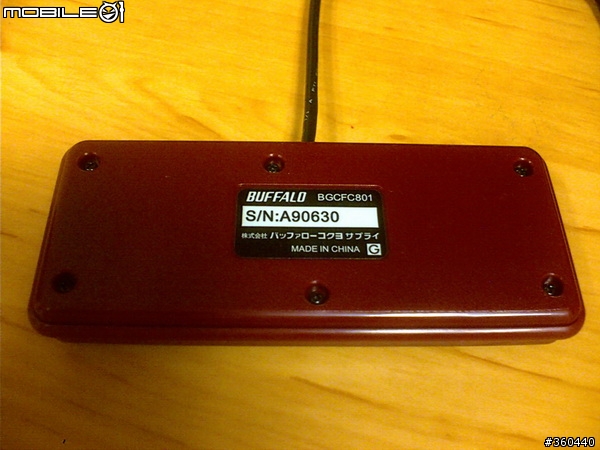 MOBILE01
BUFFALO BGCFC801
S/N:A90630
株式会社 バッファローコクヨ サプライ
MADE IN CHINA G
#360440